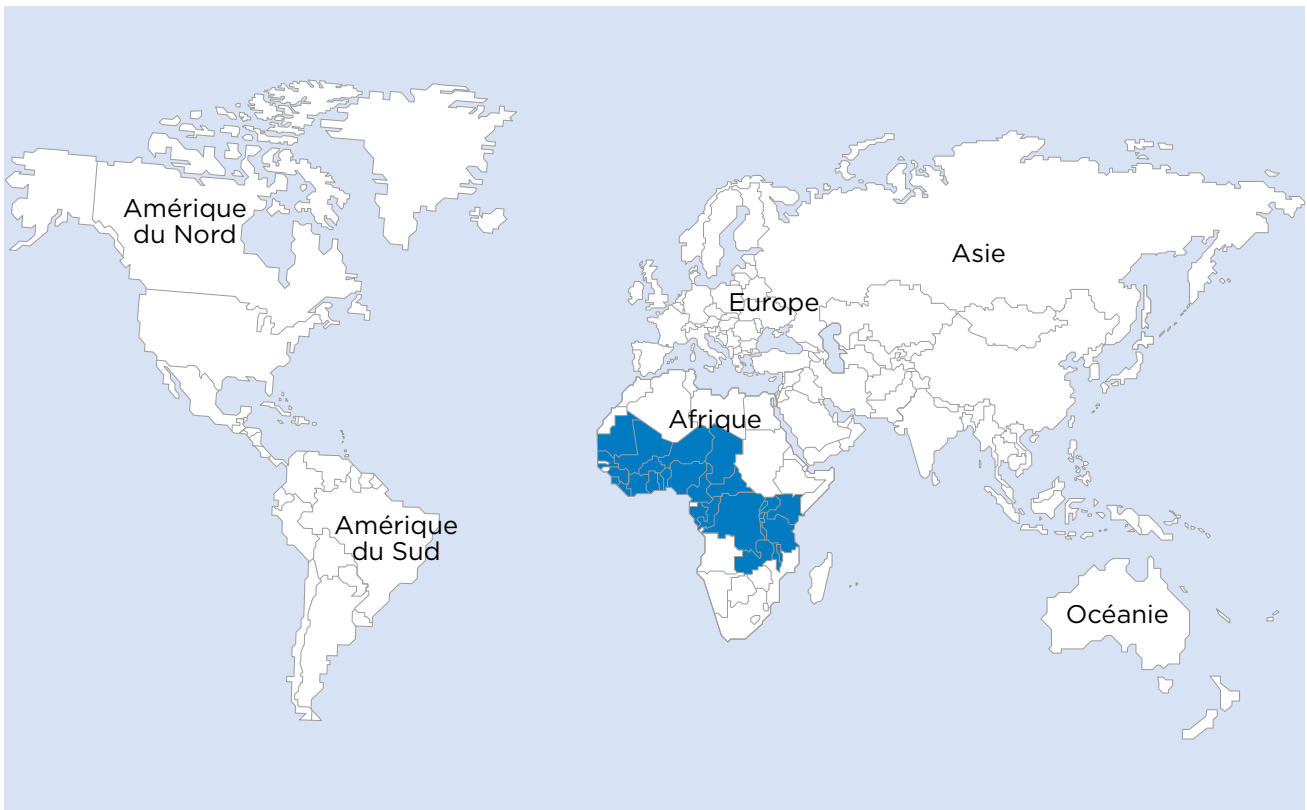 Amérique
du Nord
Asie
Europe
Afrique
Amérique
du Sud
Océanie